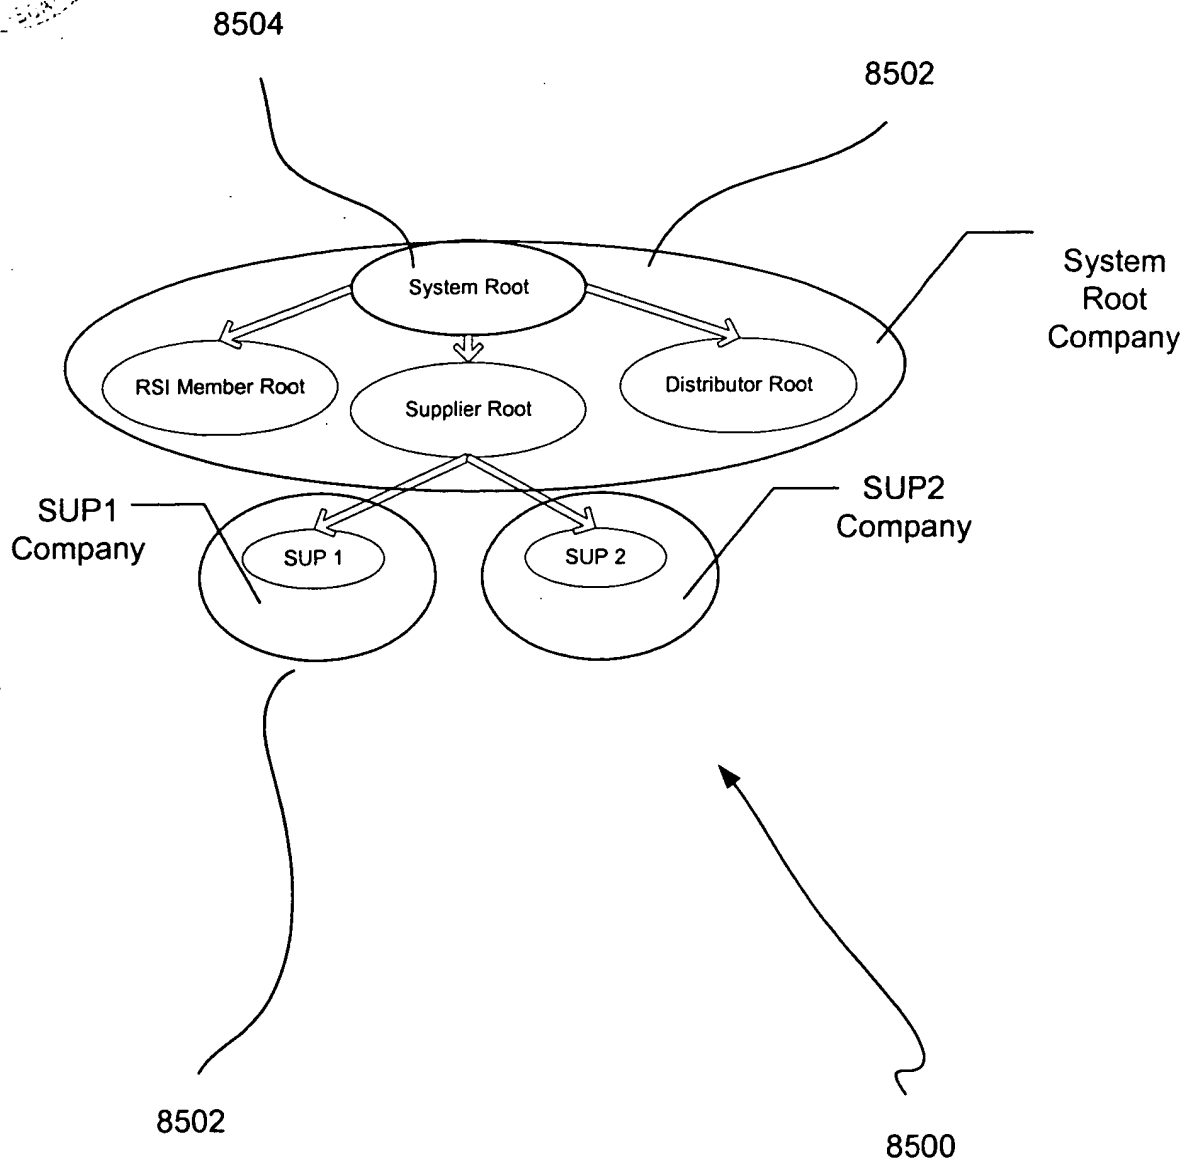 8504
8502
System Root
System
Root
Company
RSI Member Root
Supplier Root
Distributor Root
SUP1
Company
SUP2
Company
SUP 1
SUP 2
8502
8500